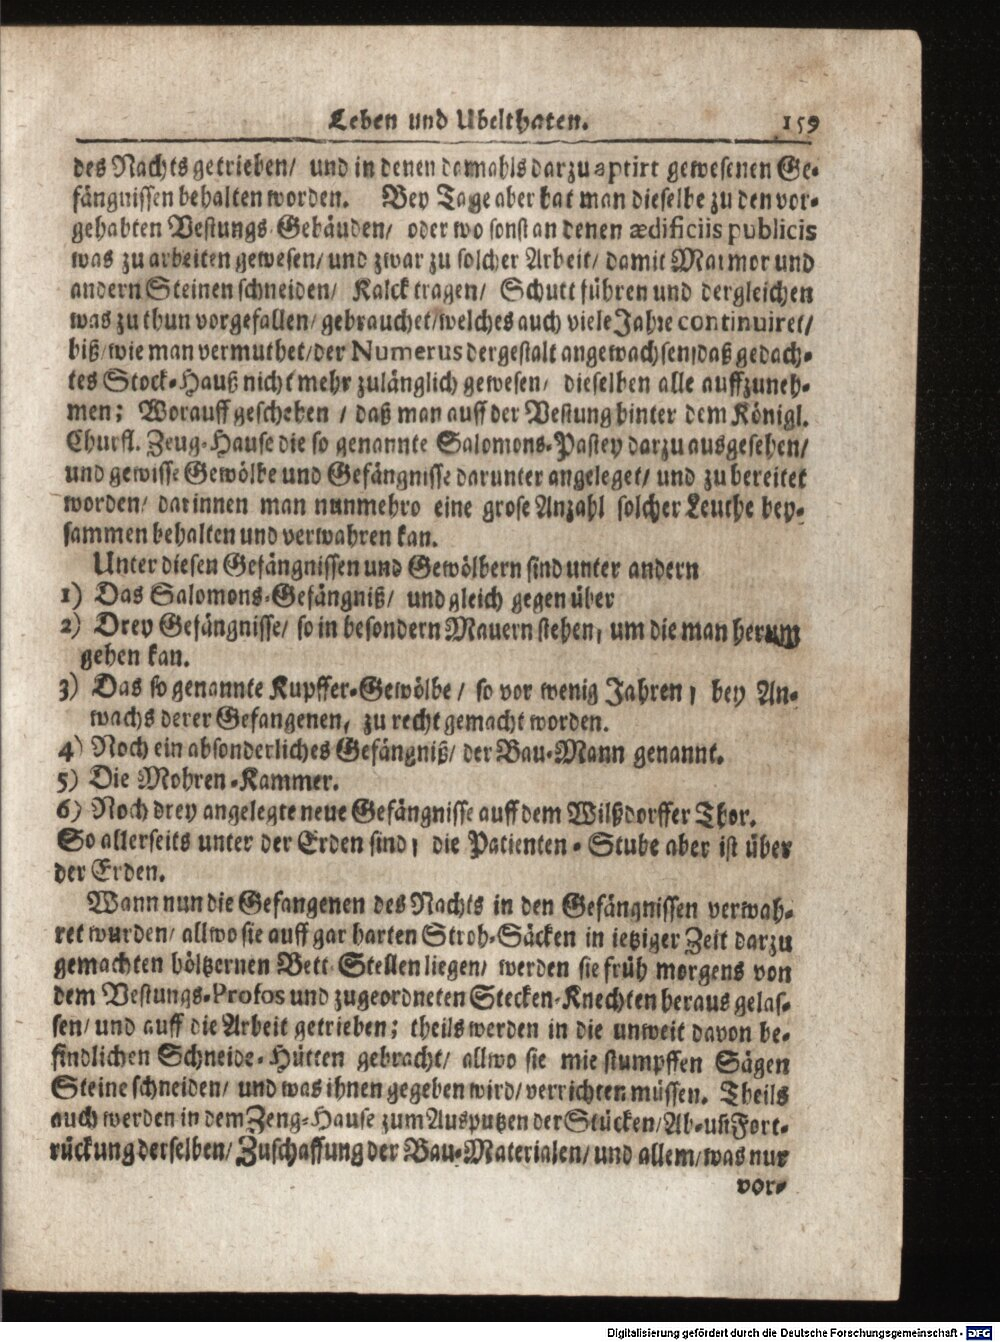 Leben und Ubelthaten. 159
des Nachts getrieben/ und in denen damahls darzu aptirt gewesenen Ge-
fängnissen behalten worden. Bey Tage aber hat man dieselbe zu den vor-
gehabten Vestungs-Gebäuden/ oder wo sonst an denen ædificiis publicis
was zu arbeiten gewesen/ und zwar zu solcher Arbeit/ damit Marmor und
andern Steinen schneiden/ Kalck tragen/ Schutt führen und dergleichen
was zu thun vorgefallen/ gebrauchet/ welches auch viele Jahre continuiret/
biß/ wie man vermuthet/ der Numerus dergestalt angewachsen/ daß gedach-
tes Stock-Hauß nicht mehr zulänglich gewesen/ dieselben alle auffzuneh-
men; Worauff geschehen / daß man auff der Vestung hinter dem Königl.
Churfl. Zeug-Hause die so genannte Salomons-Pastey darzu ausgesehen/
und gewisse Gewölbe und Gefängnisse darunter angeleget/ und zubereitet
worden/ darinnen man nunmehro eine grose Anzahl solcher Leuthe bey-
sammen behalten und verwahren kan.
Unter diesen Gefängnissen und Gewölbern sind unter andern
1) Das Salomons-Gefängniß/ und gleich gegen über
2) Drey Gefängnisse/ so in besondern Mauern stehen, um die man herum
gehen kan.
3) Das so genannte Kupffer-Gewölbe / so vor wenig Jahren, bey An-
wachs derer Gefangenen, zu recht gemacht worden.
4) Noch ein absonderliches Gefängniß/ der Bau-Mann genannt.
5) Die Mohren-Kammer.
6) Noch drey angelegte neue Gefängnisse auff dem Wilßdorffer Thor.
So allerseits unter der Erden sind, die Patienten-Stube aber ist über
der Erden.
Wann nun die Gefangenen des Nachts in den Gefängnissen verwah-
ret wurden/ allwo sie auff gar harten Stroh-Säcken in ietziger Zeit darzu
gemachten höltzernen Bett-Stellen liegen/ werden sie früh morgens von
dem Vestungs-Profos und zugeordneten Stecken-Knechten heraus gelas-
sen/ und auff die Arbeit getrieben; theils werden in die unweit davon be-
findlichen Schneide-Hütten gebracht/ allwo sie mie stumpffen Sägen
Steine schneiden/ und was ihnen gegeben wird/ verrichten müssen. Theils
auch werden in dem Zeng-Hause zum Ausputzen der Stücken/ Ab-uñ Fort-
rückung derselben/ Zuschaffung der Bau-Materialen/ und allem/ was nur
vor-
Digitalisierung gefördert durch die Deutsche Forschungsgemeinschaft - DFG